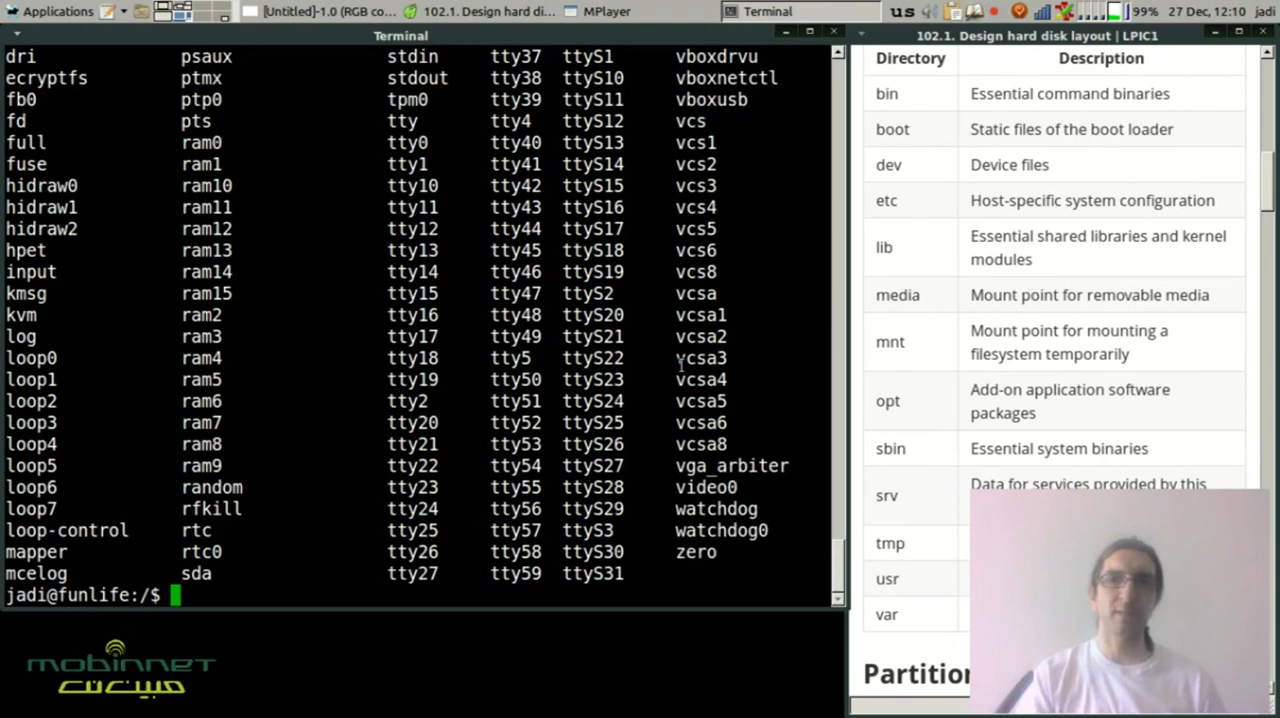 Applications
[Untitled]-1.0 (RGB co...
102.1. Design hard di...
MPlayer
Terminal
us
99%
27 Dec, 12:10
jadi
Terminal
dri psaux stdin tty37 ttyS1 vboxdrvu
ecryptfs ptmx stdout tty38 ttyS10 vboxnetctl
fb0 ptp0 tpm0 tty39 ttyS11 vboxusb
fd pts tty tty4 ttyS12 vcs
full ram0 tty0 tty40 ttyS13 vcs1
fuse ram1 tty1 tty41 ttyS14 vcs2
hidraw0 ram10 tty10 tty42 ttyS15 vcs3
hidraw1 ram11 tty11 tty43 ttyS16 vcs4
hidraw2 ram12 tty12 tty44 ttyS17 vcs5
hpet ram13 tty13 tty45 ttyS18 vcs6
input ram14 tty14 tty46 ttyS19 vcs8
kmsg ram15 tty15 tty47 ttyS2 vcsa
kvm ram2 tty16 tty48 ttyS20 vcsa1
log ram3 tty17 tty49 ttyS21 vcsa2
loop0 ram4 tty18 tty5 ttyS22 vcsa3
loop1 ram5 tty19 tty50 ttyS23 vcsa4
loop2 ram6 tty2 tty51 ttyS24 vcsa5
loop3 ram7 tty20 tty52 ttyS25 vcsa6
loop4 ram8 tty21 tty53 ttyS26 vcsa8
loop5 ram9 tty22 tty54 ttyS27 vga_arbiter
loop6 random tty23 tty55 ttyS28 video0
loop7 rfkill tty24 tty56 ttyS29 watchdog
loop-control rtc tty25 tty57 ttyS3 watchdog0
mapper rtc0 tty26 tty58 ttyS30 zero
mcelog sda tty27 tty59 ttyS31
jadi@funlife:/$
mobinnet
مبین نت
102.1. Design hard disk layout | LPIC1
Directory Description
bin Essential command binaries
boot Static files of the boot loader
dev Device files
etc Host-specific system configuration
lib Essential shared libraries and kernel
modules
media Mount point for removable media
mnt Mount point for mounting a
filesystem temporarily
opt Add-on application software
packages
sbin Essential system binaries
srv Data for services provided by this
tmp
usr
var
Partition